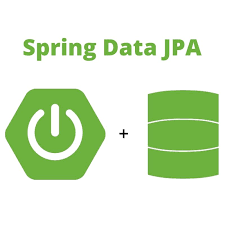 Spring Data JPA
+